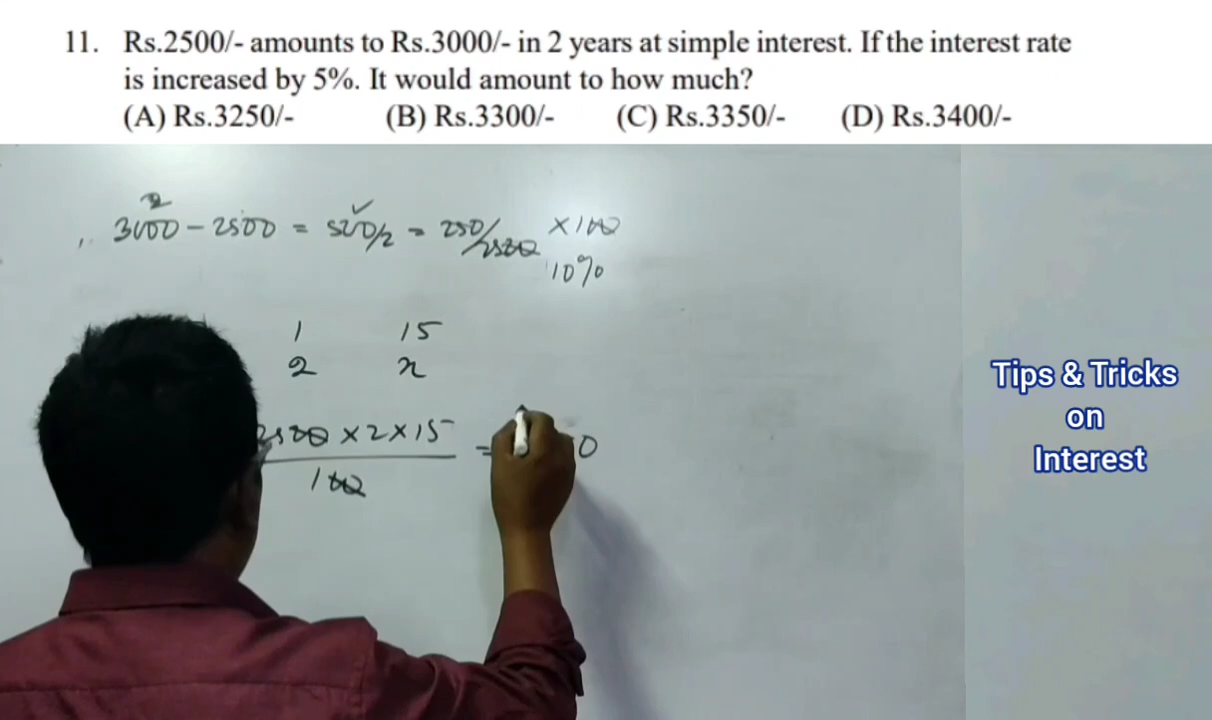 11. Rs.2500/- amounts to Rs.3000/- in 2 years at simple interest. If the interest rate
is increased by 5%. It would amount to how much?
(A) Rs.3250/- (B) Rs.3300/- (C) Rs.3350/- (D) Rs.3400/-
3000 - 2500 = 500/2 = 250/2500 ×100
10%
1 15
2 x
2500 × 2 × 15 =
100
Tips & Tricks
on
Interest